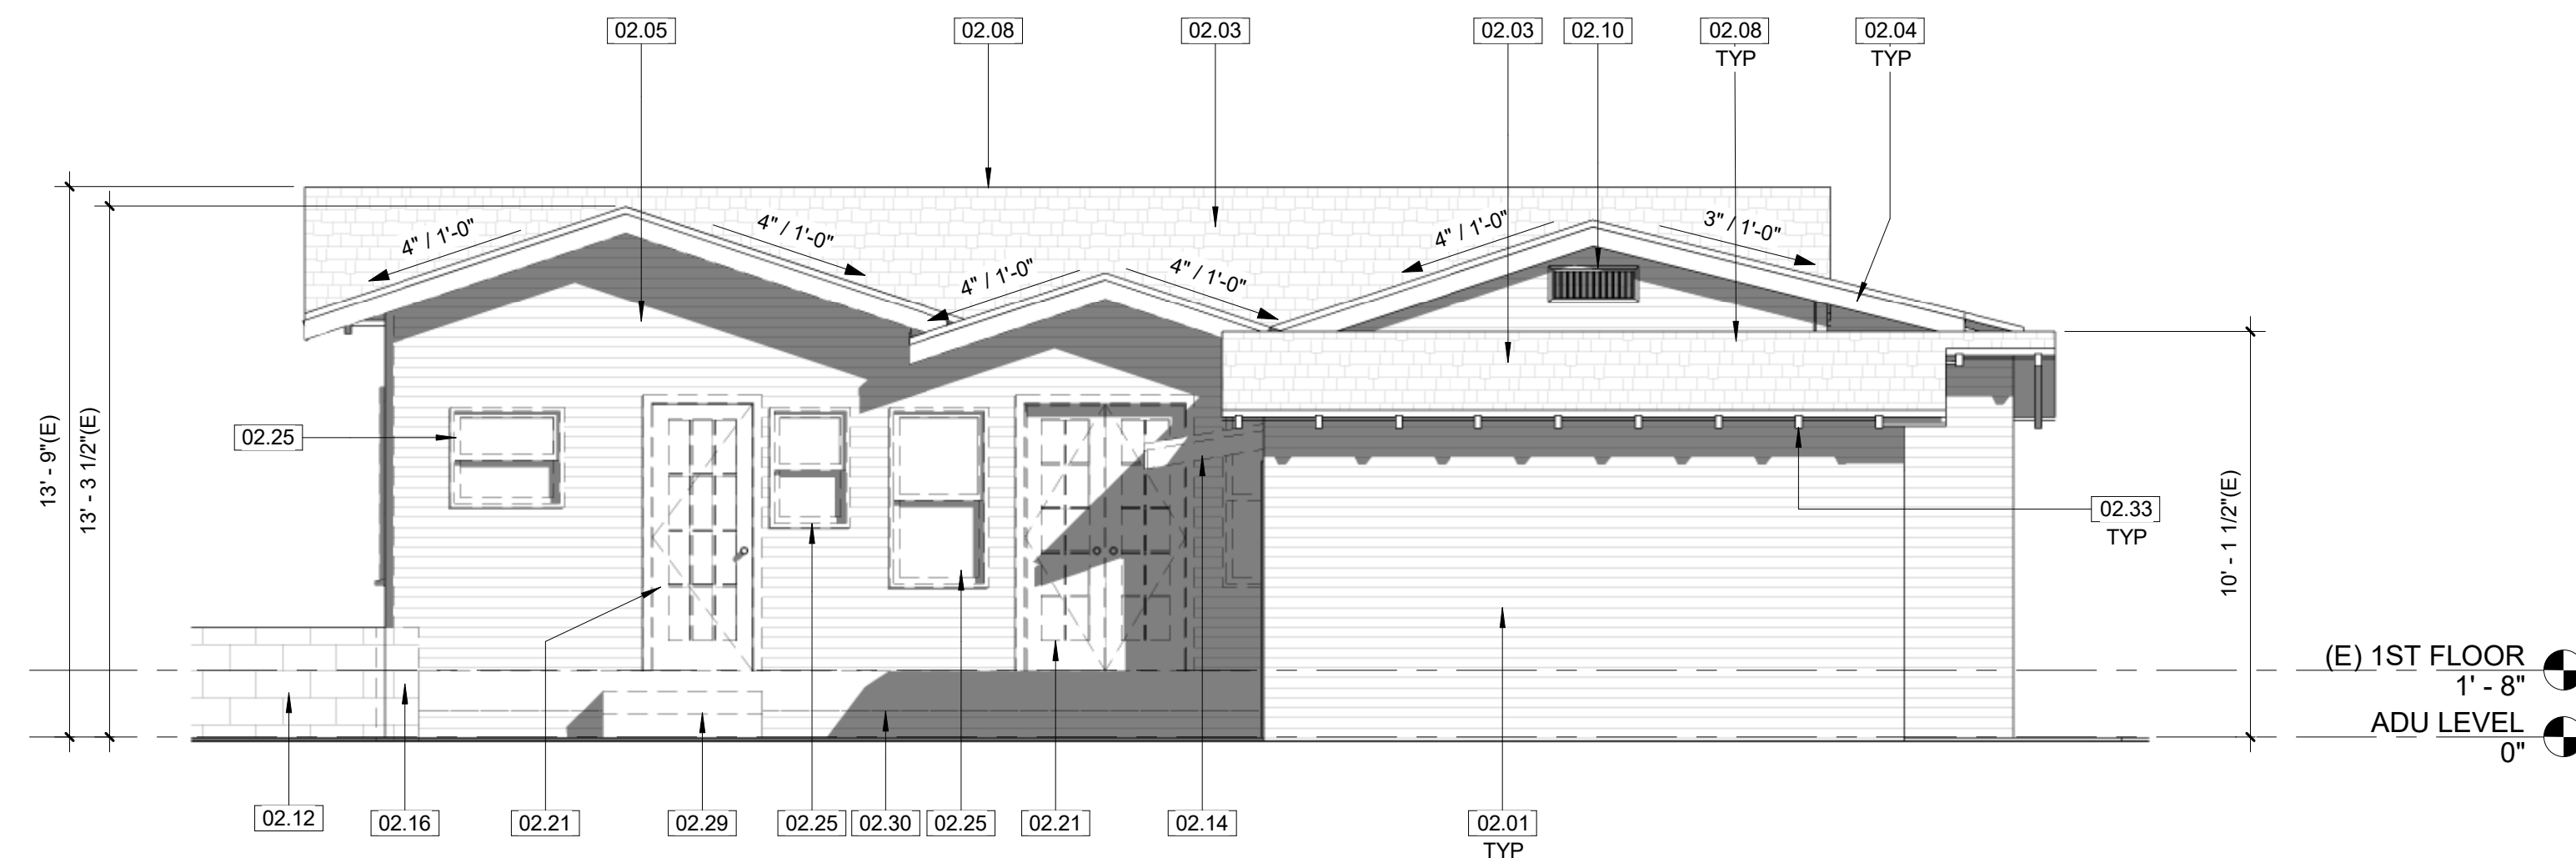 02.05
02.08
02.03
02.03
02.10
02.08
TYP
02.04
TYP
4" / 1'-0"
4" / 1'-0"
4" / 1'-0"
4" / 1'-0"
4" / 1'-0"
3" / 1'-0"
13' - 9"(E)
13' - 3 1/2"(E)
02.25
02.33
TYP
10' - 1 1/2"(E)
(E) 1ST FLOOR
1' - 8"
ADU LEVEL
0"
02.12
02.16
02.21
02.29
02.25
02.30
02.25
02.21
02.14
02.01
TYP